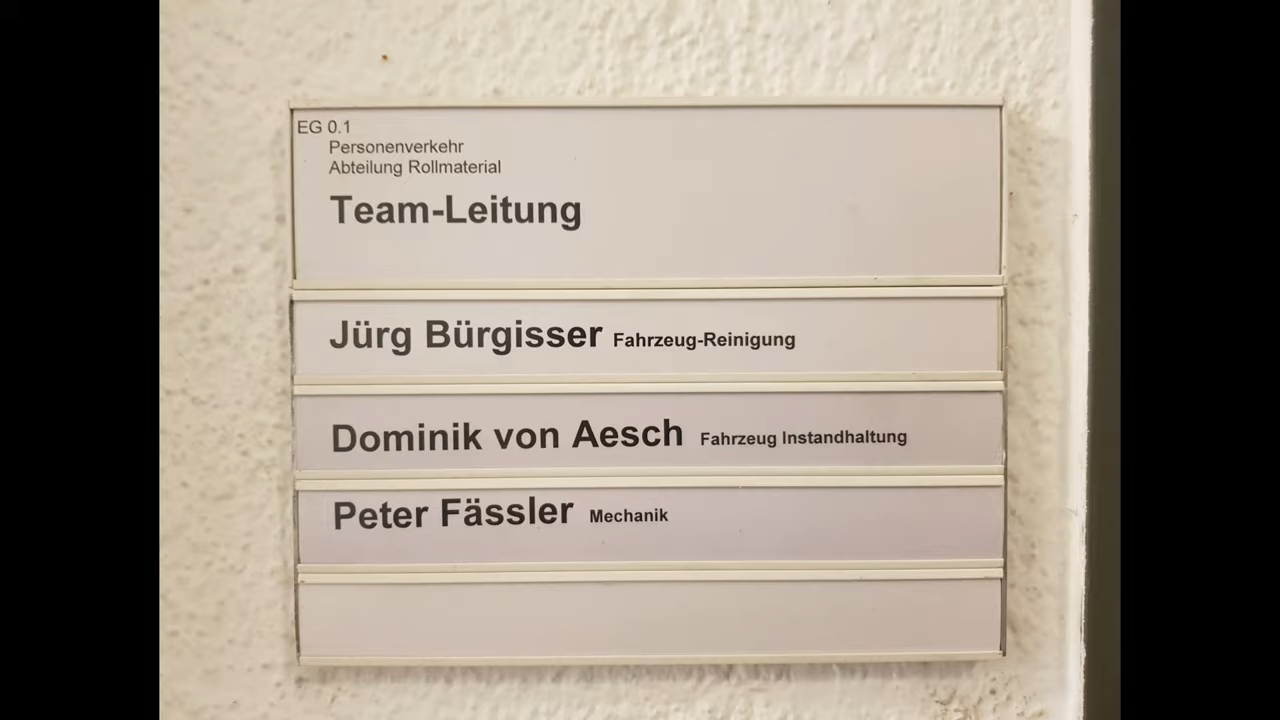 EG 0.1
Personenverkehr
Abteilung Rollmaterial
Team-Leitung
Jürg Bürgisser Fahrzeug-Reinigung
Dominik von Aesch Fahrzeug Instandhaltung
Peter Fässler Mechanik